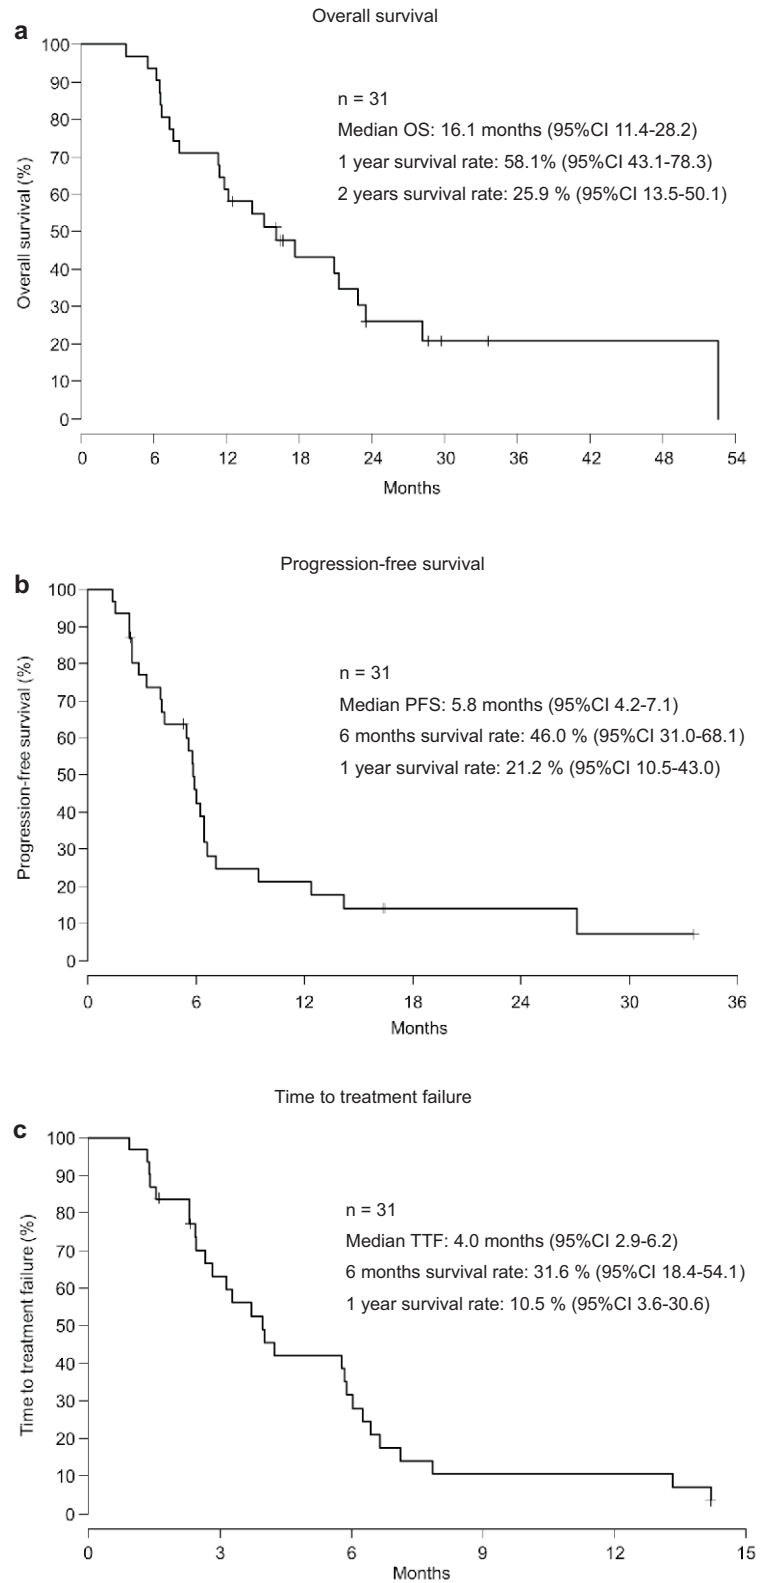 Overall survival
a
100
90
80
70
60
50
40
30
20
10
0
Overall survival (%)
n = 31
Median OS: 16.1 months (95%CI 11.4-28.2)
1 year survival rate: 58.1% (95%CI 43.1-78.3)
2 years survival rate: 25.9 % (95%CI 13.5-50.1)
0 6 12 18 24 30 36 42 48 54
Months
Progression-free survival
b
100
90
80
70
60
50
40
30
20
10
0
Progression-free survival (%)
n = 31
Median PFS: 5.8 months (95%CI 4.2-7.1)
6 months survival rate: 46.0 % (95%CI 31.0-68.1)
1 year survival rate: 21.2 % (95%CI 10.5-43.0)
0 6 12 18 24 30 36
Months
Time to treatment failure
c
100
90
80
70
60
50
40
30
20
10
0
Time to treatment failure (%)
n = 31
Median TTF: 4.0 months (95%CI 2.9-6.2)
6 months survival rate: 31.6 % (95%CI 18.4-54.1)
1 year survival rate: 10.5 % (95%CI 3.6-30.6)
0 3 6 9 12 15
Months